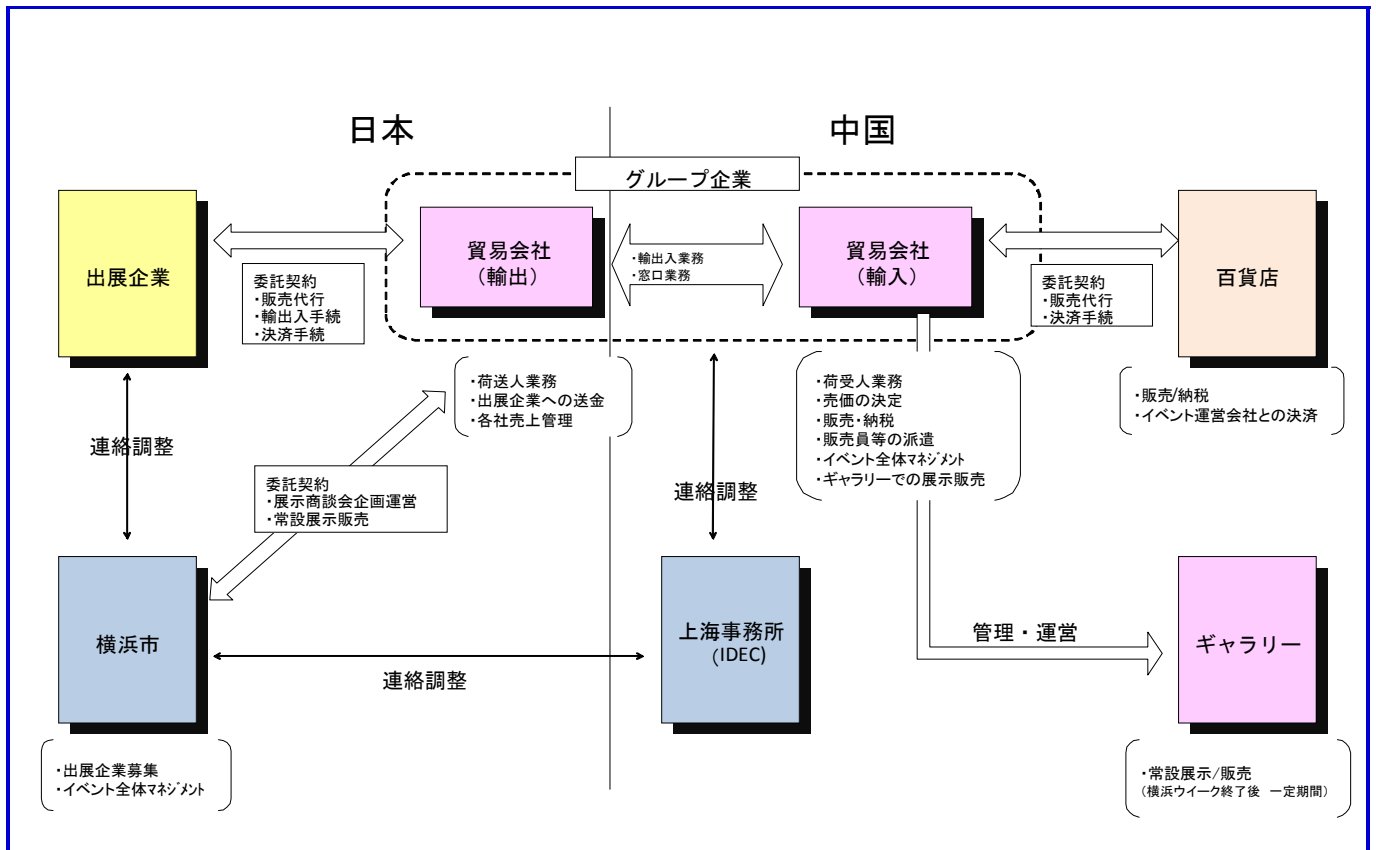 日本
中国
グループ企業
出展企業
委託契約
・販売代行
・輸出入手続
・決済手続
貿易会社
(輸出)
・輸出入業務
・窓口業務
貿易会社
(輸入)
委託契約
・販売代行
・決済手続
百貨店
・荷送人業務
・出展企業への送金
・各社売上管理
・荷受人業務
・売価の決定
・販売・納税
・販売員等の派遣
・イベント全体マネジメント
・ギャラリーでの展示販売
・販売/納税
・イベント運営会社との決済
連絡調整
委託契約
・展示商談会企画運営
・常設展示販売
連絡調整
横浜市
連絡調整
上海事務所
(IDEC)
管理・運営
ギャラリー
・出展企業募集
・イベント全体マネジメント
・常設展示/販売
(横浜ウイーク終了後 一定期間)